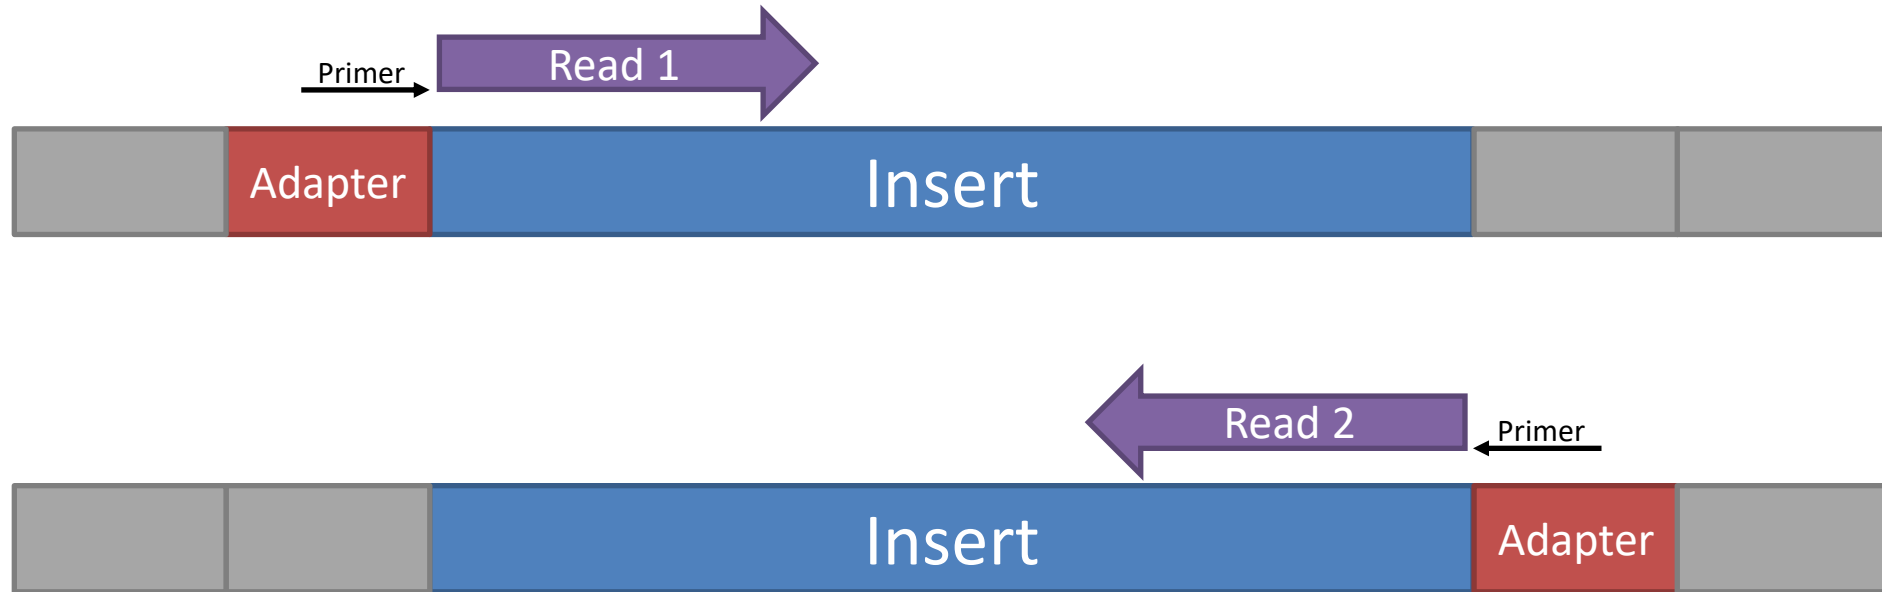 Primer
Read 1
Adapter
Insert
Read 2
Primer
Insert
Adapter